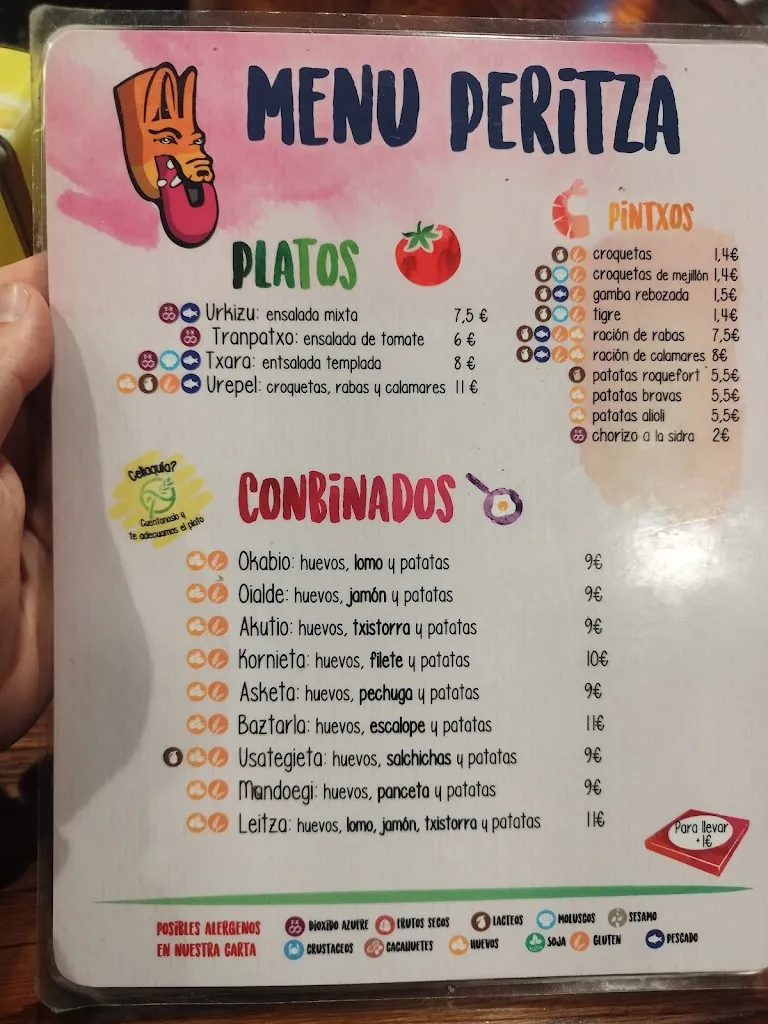 MENU PERITZA
PLATOS
Urkizu: ensalada mixta 7,5 €
Tranpatxo: ensalada de tomate 6 €
Txara: entsalada templada 8 €
Urepel: croquetas, rabas y calamares 11 €
PINTXOS
croquetas 1,4€
croquetas de mejillón 1,4€
gamba rebozada 1,5€
tigre 1,4€
ración de rabas 7,5€
ración de calamares 8€
patatas roquefort 5,5€
patatas bravas 5,5€
patatas alioli 5,5€
chorizo a la sidra 2€
Celiaquía?
Cuentanoslo y
te adecuamos el plato
CONBINADOS
Okabio: huevos, lomo y patatas 9€
Oialde: huevos, jamón y patatas 9€
Akutio: huevos, txistorra y patatas 9€
Kornieta: huevos, filete y patatas 10€
Asketa: huevos, pechuga y patatas 9€
Baztarla: huevos, escalope y patatas 11€
Usategieta: huevos, salchichas y patatas 9€
Mandoegi: huevos, panceta y patatas 9€
Leitza: huevos, lomo, jamón, txistorra y patatas 11€
Para llevar
+1€
POSIBLES ALERGENOS
EN NUESTRA CARTA
DIOXIDO AZUFRE FRUTOS SECOS LACTEOS MOLUSCOS SESAMO
CRUSTACEOS CACAHUETES HUEVOS SOJA GLUTEN PESCADO